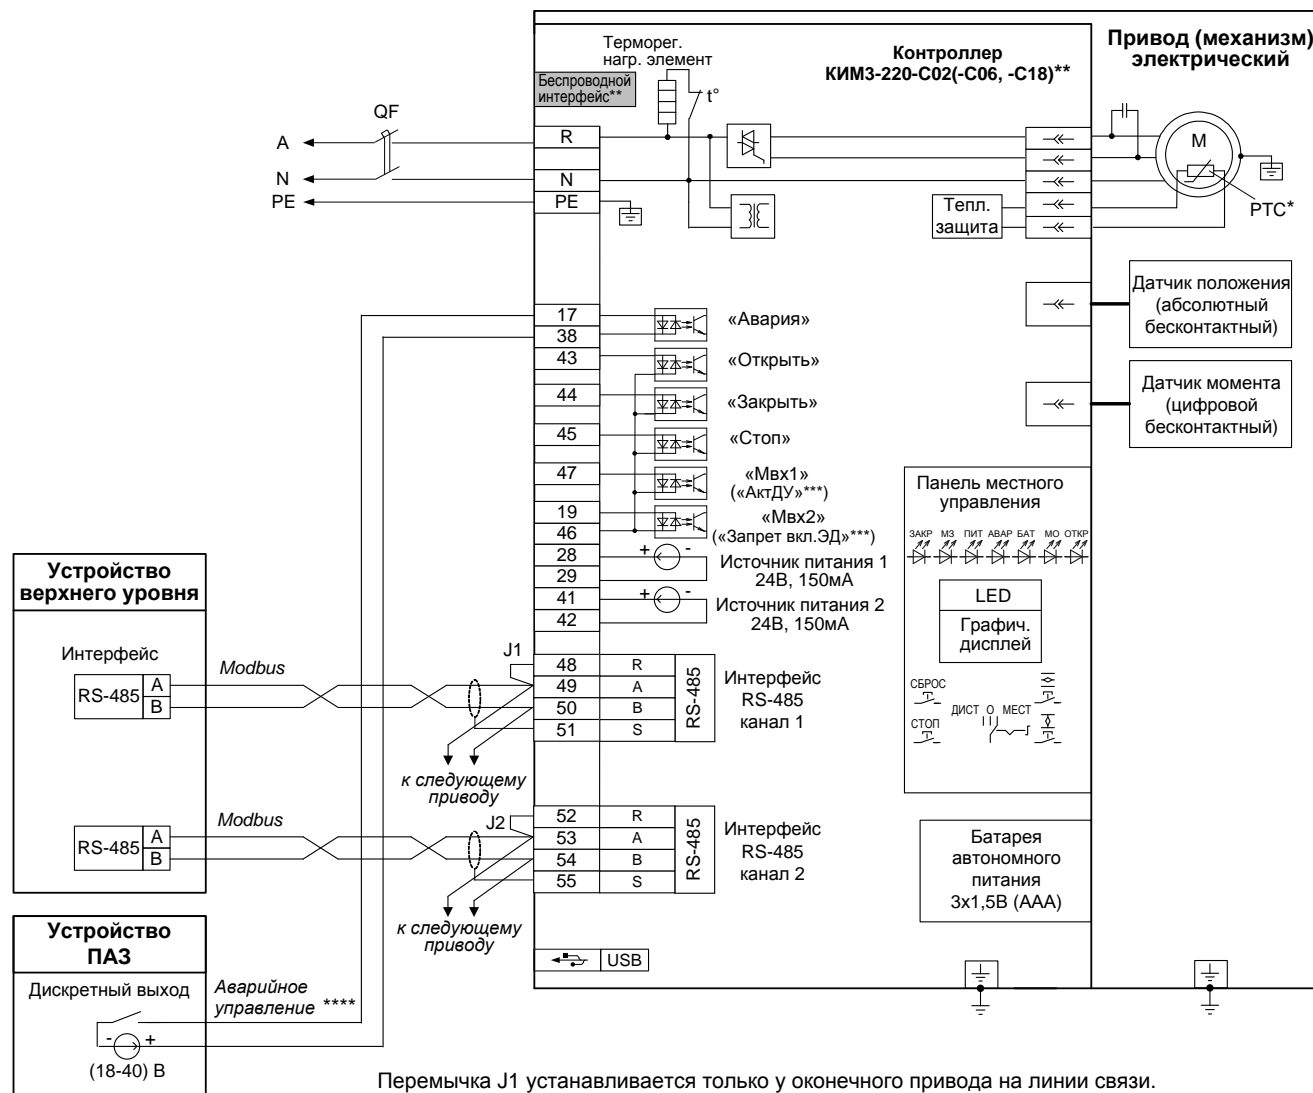 Терморег.
нагр. элемент
Контроллер
КИМ3-220-С02(-С06, -С18)**
Привод (механизм)
электрический
Беспроводной
интерфейс**
t°
QF
A
R
N
N
PE
PE
M
PTC*
Тепл.
защита
Датчик положения
(абсолютный
бесконтактный)
Датчик момента
(цифровой
бесконтактный)
17
«Авария»
38
43
«Открыть»
44
«Закрыть»
45
«Стоп»
47
«Мвх1»
(«АктДУ»***)
19
«Мвх2»
46
(«Запрет вкл.ЭД»***)
28
+ -
Источник питания 1
24В, 150мА
29
41
+ -
Источник питания 2
24В, 150мА
42
Панель местного
управления
ЗАКР МЗ ПИТ АВАР БАТ МО ОТКР
LED
Графич.
дисплей
СБРОС
СТОП
ДИСТ О МЕСТ
Устройство
верхнего уровня
Интерфейс
RS-485
A
B
Modbus
J1
48 R
49 A
50 B
51 S
RS-485
Интерфейс
RS-485
канал 1
к следующему
приводу
RS-485
A
B
Modbus
J2
52 R
53 A
54 B
55 S
RS-485
Интерфейс
RS-485
канал 2
к следующему
приводу
Батарея
автономного
питания
3х1,5В (ААА)
USB
Устройство
ПАЗ
Дискретный выход
Аварийное
управление ****
- +
(18-40) В
Перемычка J1 устанавливается только у оконечного привода на линии связи.